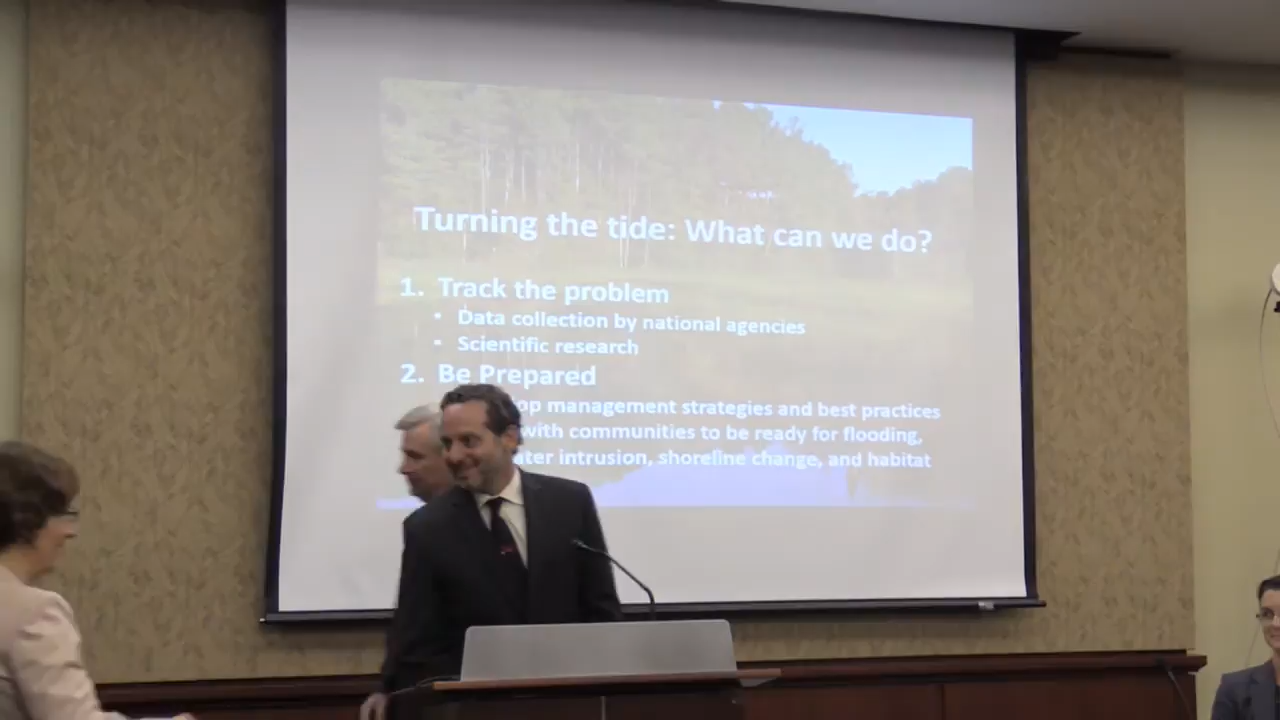 Turning the tide: What can we do?
1. Track the problem
• Data collection by national agencies
• Scientific research
2. Be Prepared
management strategies and best practices
with communities to be ready for flooding,
intrusion, shoreline change, and habitat